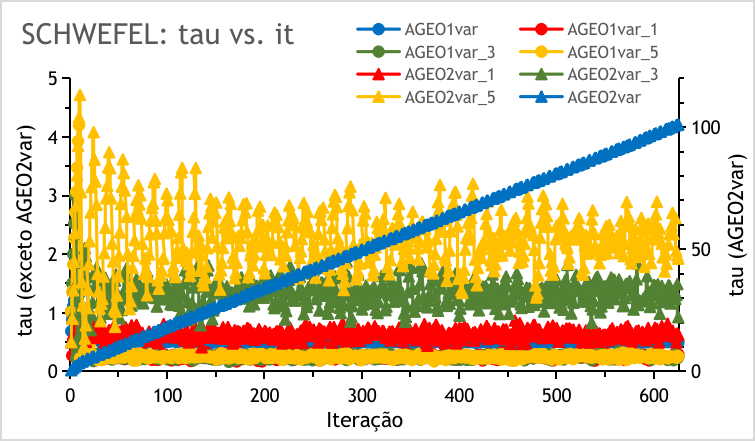 SCHWEFEL: tau vs. it
AGEO1var
AGEO1var_1
AGEO1var_3
AGEO1var_5
AGEO2var_1
AGEO2var_3
AGEO2var_5
AGEO2var
tau (exceto AGEO2var)
5
4
3
2
1
0
100
50
0
tau (AGEO2var)
0 100 200 300 400 500 600
Iteração